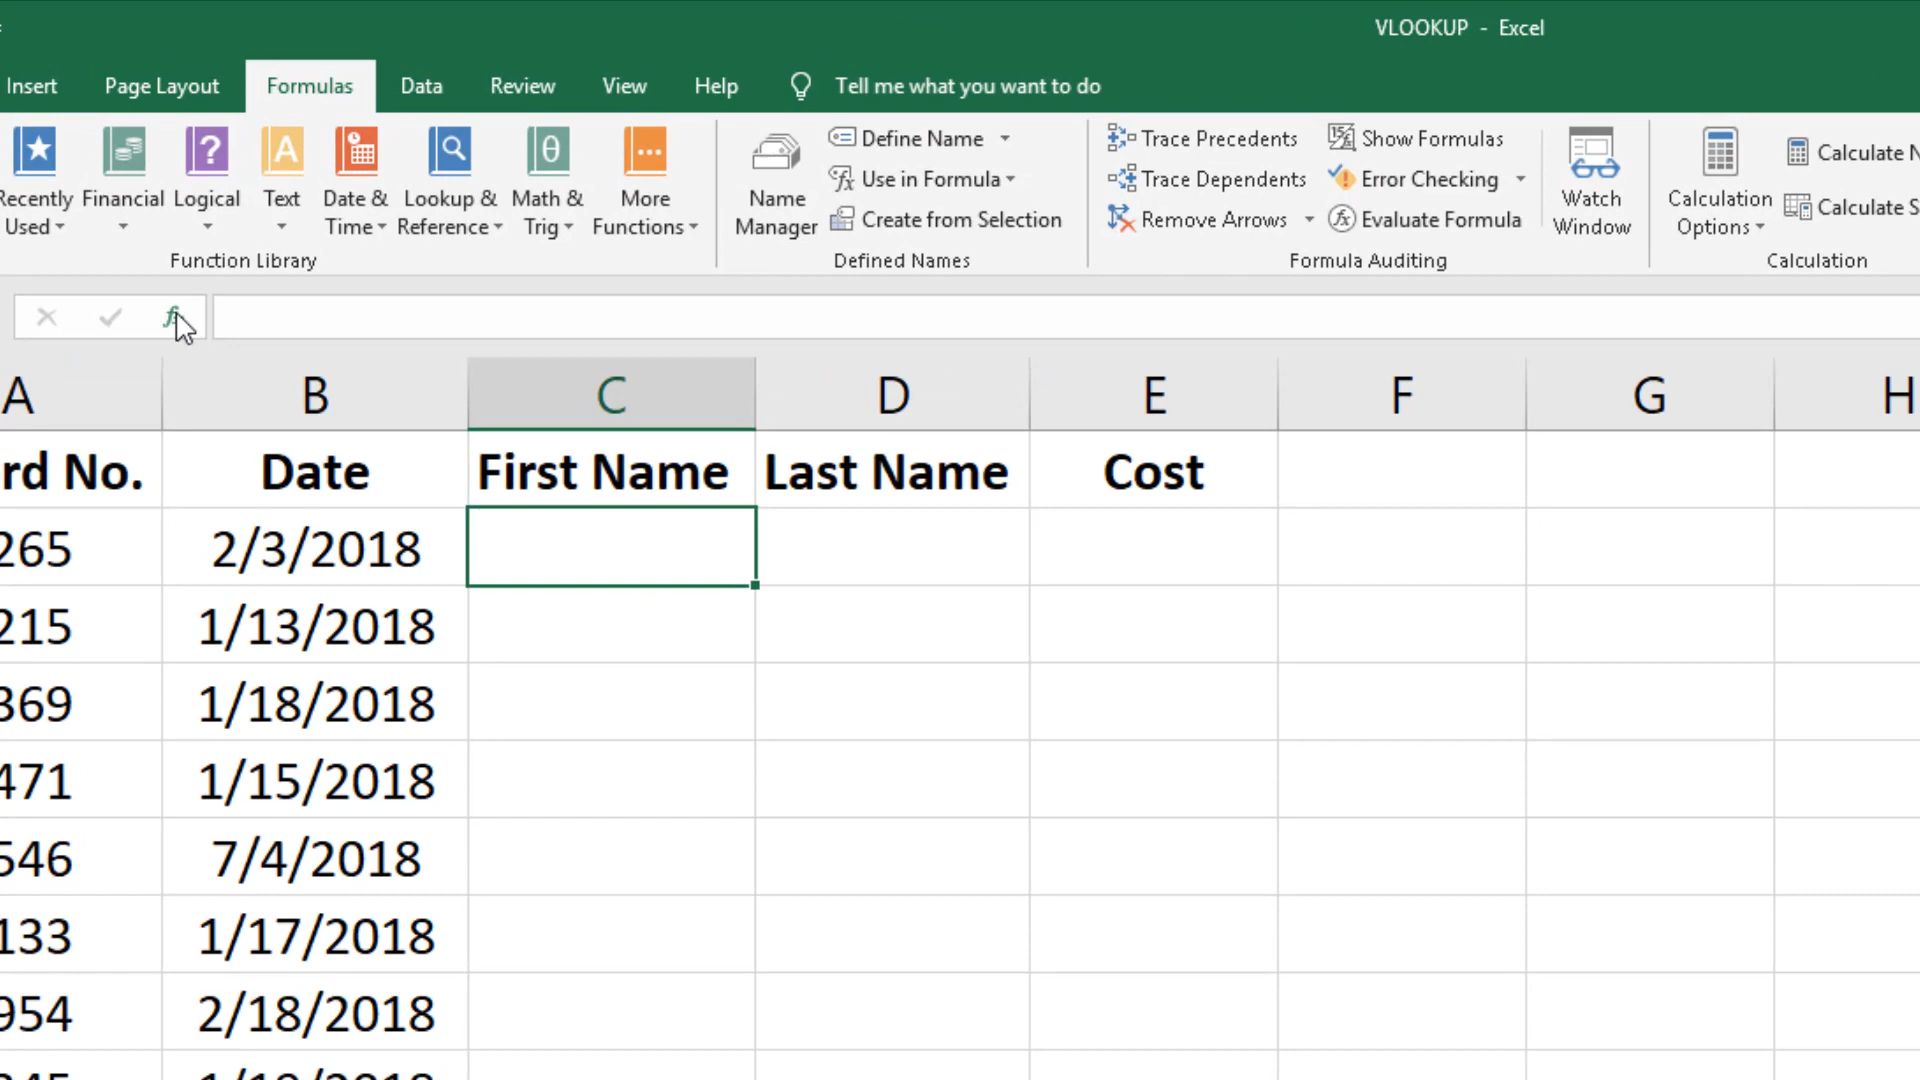 VLOOKUP - Excel
Insert Page Layout Formulas Data Review View Help Tell me what you want to do
Recently Used
Financial
Logical
Text
Date & Time
Lookup & Reference
Math & Trig
More Functions
Function Library
Name Manager
Define Name
Use in Formula
Create from Selection
Defined Names
Trace Precedents
Trace Dependents
Remove Arrows
Show Formulas
Error Checking
Evaluate Formula
Formula Auditing
Watch Window
Calculation Options
Calculate N
Calculate S
Calculation
fx
A B C D E F G H
rd No. Date First Name Last Name Cost
265 2/3/2018
215 1/13/2018
369 1/18/2018
471 1/15/2018
546 7/4/2018
133 1/17/2018
954 2/18/2018